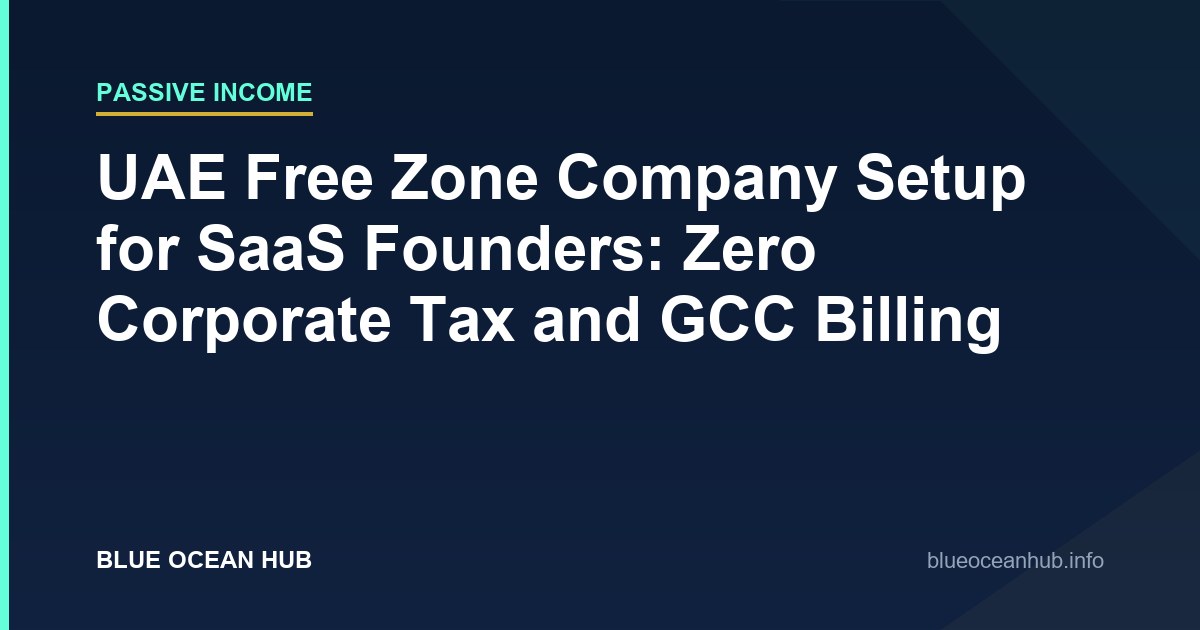 PASSIVE INCOME
UAE Free Zone Company Setup
for SaaS Founders: Zero
Corporate Tax and GCC Billing
BLUE OCEAN HUB
blueoceanhub.info